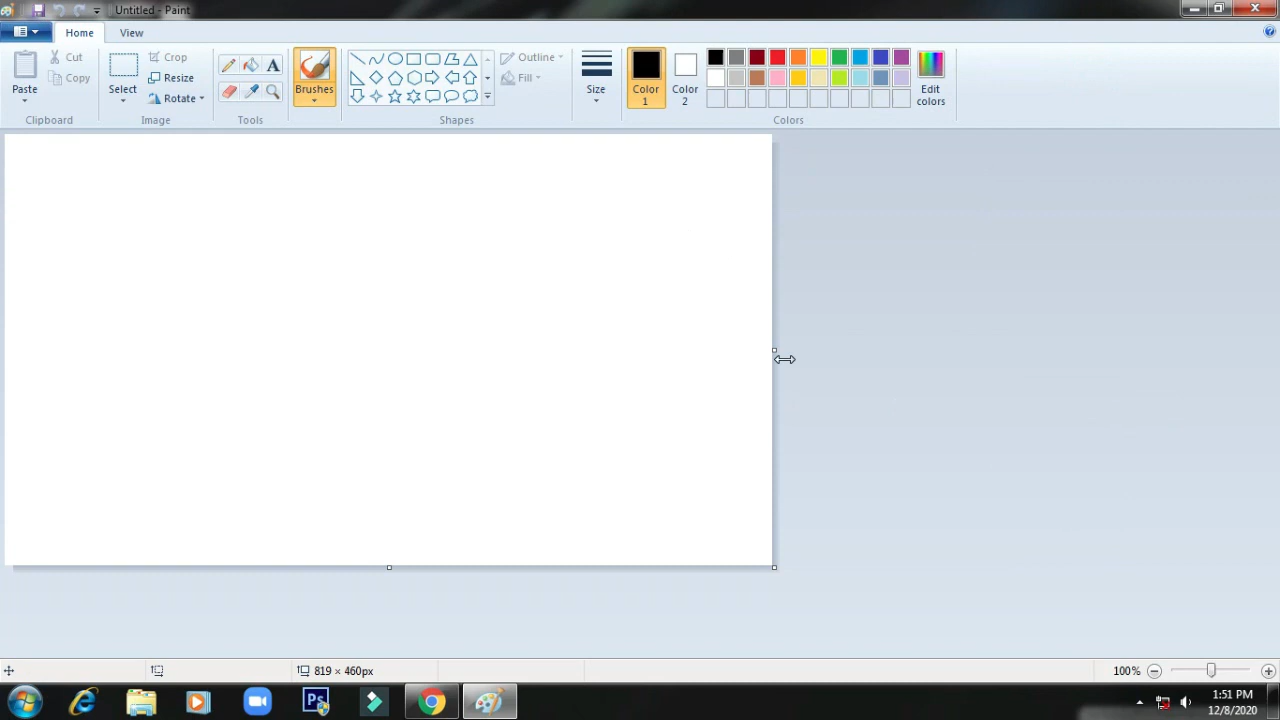 Untitled - Paint
Home View
Paste
Cut
Copy
Clipboard
Select
Crop
Resize
Rotate
Image
A
Tools
Brushes
Outline
Fill
Shapes
Size
Color
1
Color
2
Edit
colors
Colors
819 × 460px
100%
Ps
1:51 PM
12/8/2020